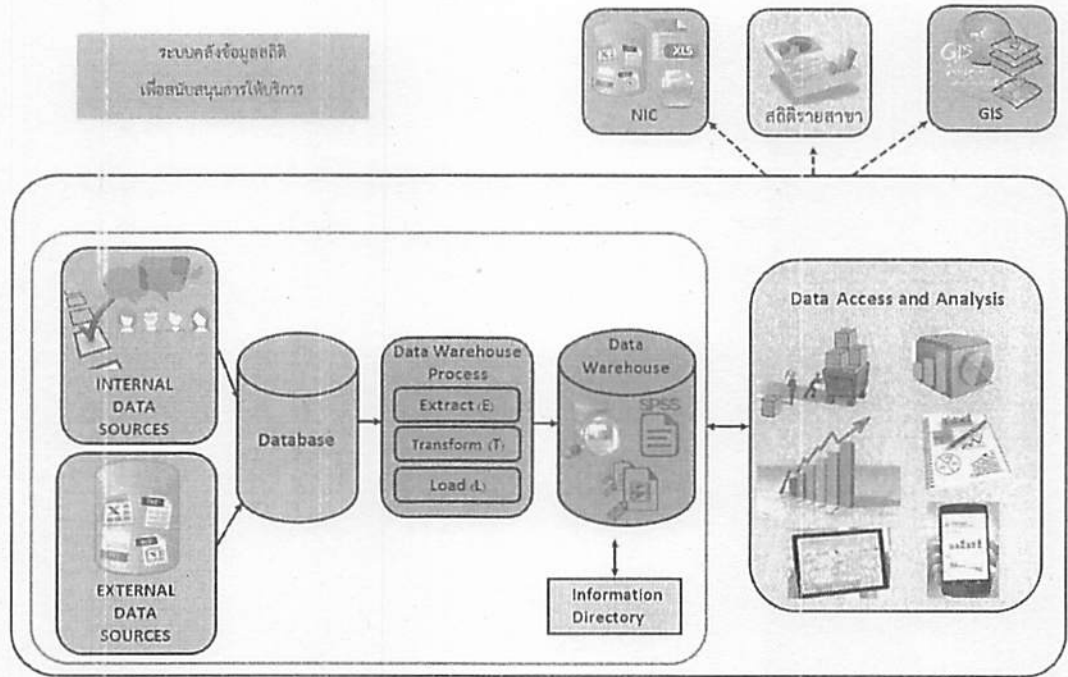 ระบบคลังข้อมูลสถิติ
เพื่อสนับสนุนการให้บริการ
XLS
NIC
สถิติรายสาขา
GIS
GIS
INTERNAL
DATA
SOURCES
EXTERNAL
DATA
SOURCES
Database
Data Warehouse
Process
Extract (E)
Transform (T)
Load (L)
Data
Warehouse
SPSS
Information
Directory
Data Access and Analysis